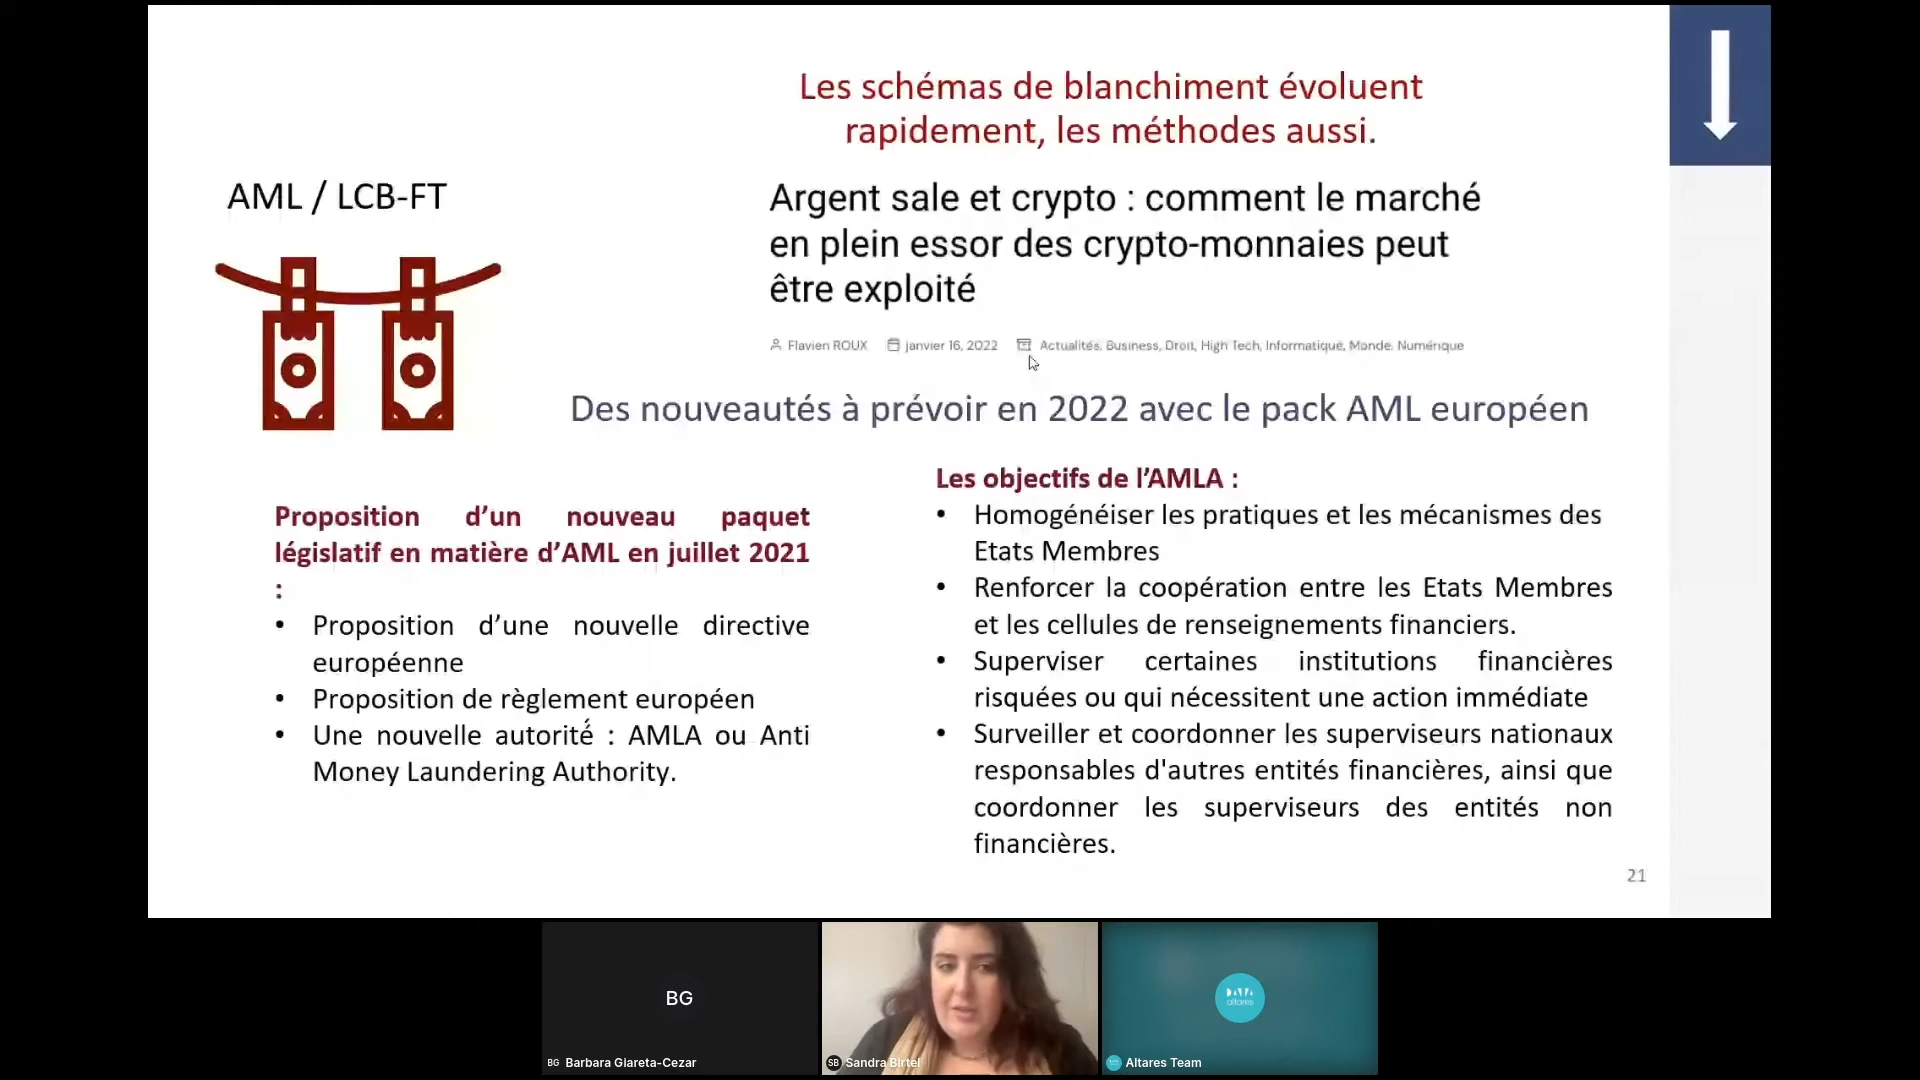 Les schémas de blanchiment évoluent
rapidement, les méthodes aussi.
AML / LCB-FT
Argent sale et crypto : comment le marché
en plein essor des crypto-monnaies peut
être exploité
Flavien ROUX janvier 16, 2022 Actualités, Business, Droit, High Tech, Informatique, Monde, Numérique
Des nouveautés à prévoir en 2022 avec le pack AML européen
Proposition d’un nouveau paquet
législatif en matière d’AML en juillet 2021
:
• Proposition d’une nouvelle directive
européenne
• Proposition de règlement européen
• Une nouvelle autorité : AMLA ou Anti
Money Laundering Authority.
Les objectifs de l’AMLA :
• Homogénéiser les pratiques et les mécanismes des
Etats Membres
• Renforcer la coopération entre les Etats Membres
et les cellules de renseignements financiers.
• Superviser certaines institutions financières
risquées ou qui nécessitent une action immédiate
• Surveiller et coordonner les superviseurs nationaux
responsables d'autres entités financières, ainsi que
coordonner les superviseurs des entités non
financières.
21
BG
BG Barbara Giareta-Cezar
SB Sandra Birtel
altares
Altares Team